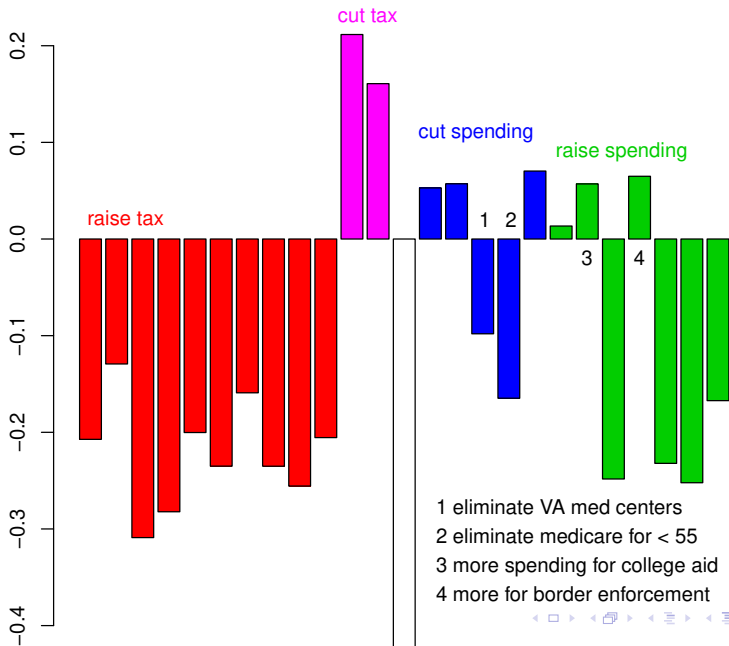 cut tax
0.2
0.1
0.0
−0.1
−0.2
−0.3
−0.4
raise tax
cut spending
raise spending
1
2
3
4
1 eliminate VA med centers
2 eliminate medicare for < 55
3 more spending for college aid
4 more for border enforcement